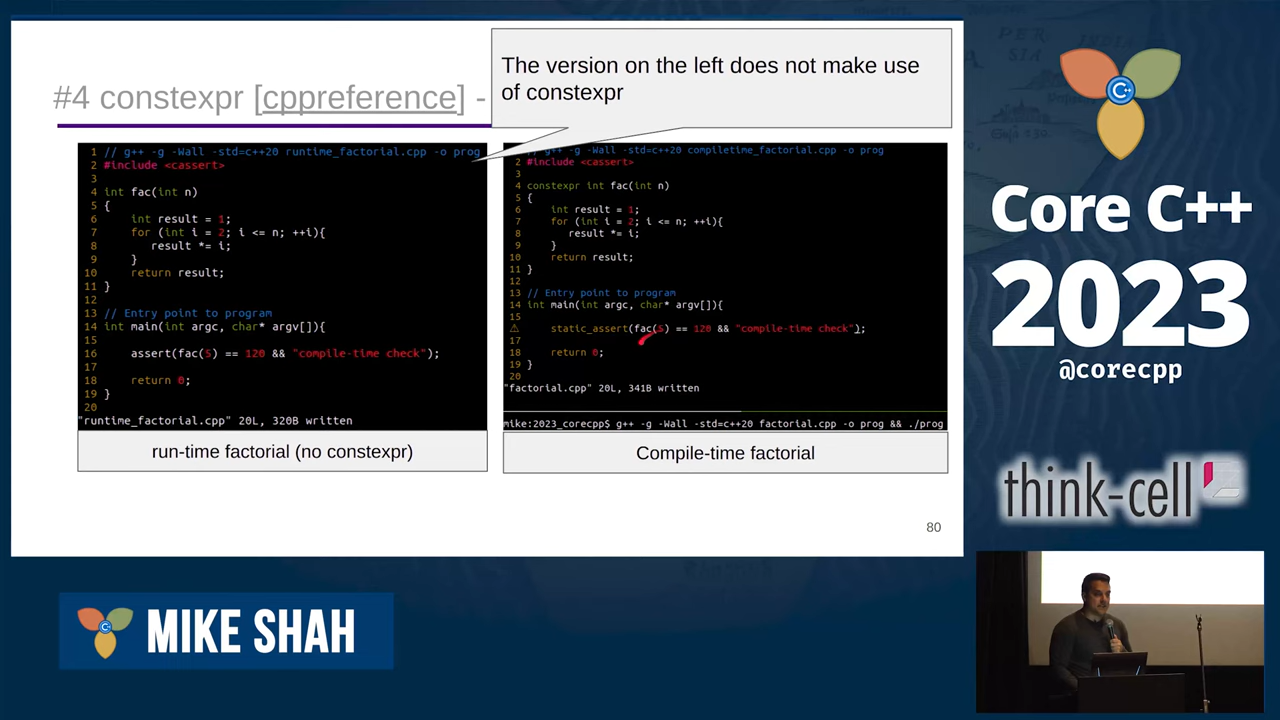 #4 constexpr [cppreference] -
The version on the left does not make use
of constexpr
1 // g++ -g -Wall -std=c++20 runtime_factorial.cpp -o prog
2 #include <cassert>
3
4 int fac(int n)
5 {
6 int result = 1;
7 for (int i = 2; i <= n; ++i){
8 result *= i;
9 }
10 return result;
11 }
12
13 // Entry point to program
14 int main(int argc, char* argv[]){
15
16 assert(fac(5) == 120 && "compile-time check");
17
18 return 0;
19 }
20
"runtime_factorial.cpp" 20L, 320B written
run-time factorial (no constexpr)
// g++ -g -Wall -std=c++20 compiletime_factorial.cpp -o prog
2 #include <cassert>
3
4 constexpr int fac(int n)
5 {
6 int result = 1;
7 for (int i = 2; i <= n; ++i){
8 result *= i;
9 }
10 return result;
11 }
12
13 // Entry point to program
14 int main(int argc, char* argv[]){
15
⚠ static_assert(fac(5) == 120 && "compile-time check");
17
18 return 0;
19 }
20
"factorial.cpp" 20L, 341B written
mike:2023_corecpp$ g++ -g -Wall -std=c++20 factorial.cpp -o prog && ./prog
Compile-time factorial
80
C++
Core C++
2023
@corecpp
think-cell
C++
MIKE SHAH